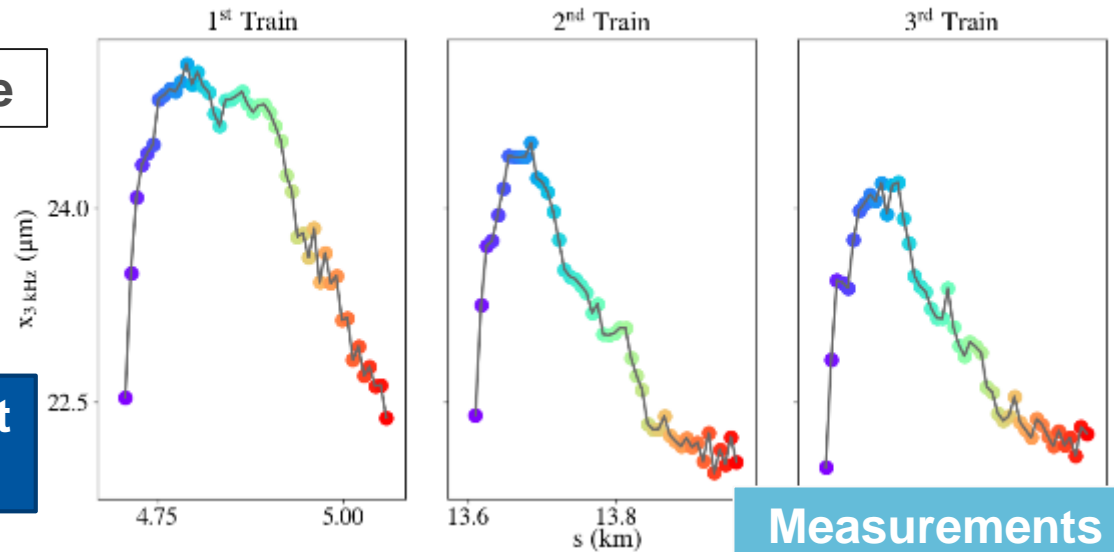 1st Train
2nd Train
3rd Train
e
24.0
x3 kHz (μm)
22.5
t
4.75
5.00
13.6
13.8
s (km)
Measurements